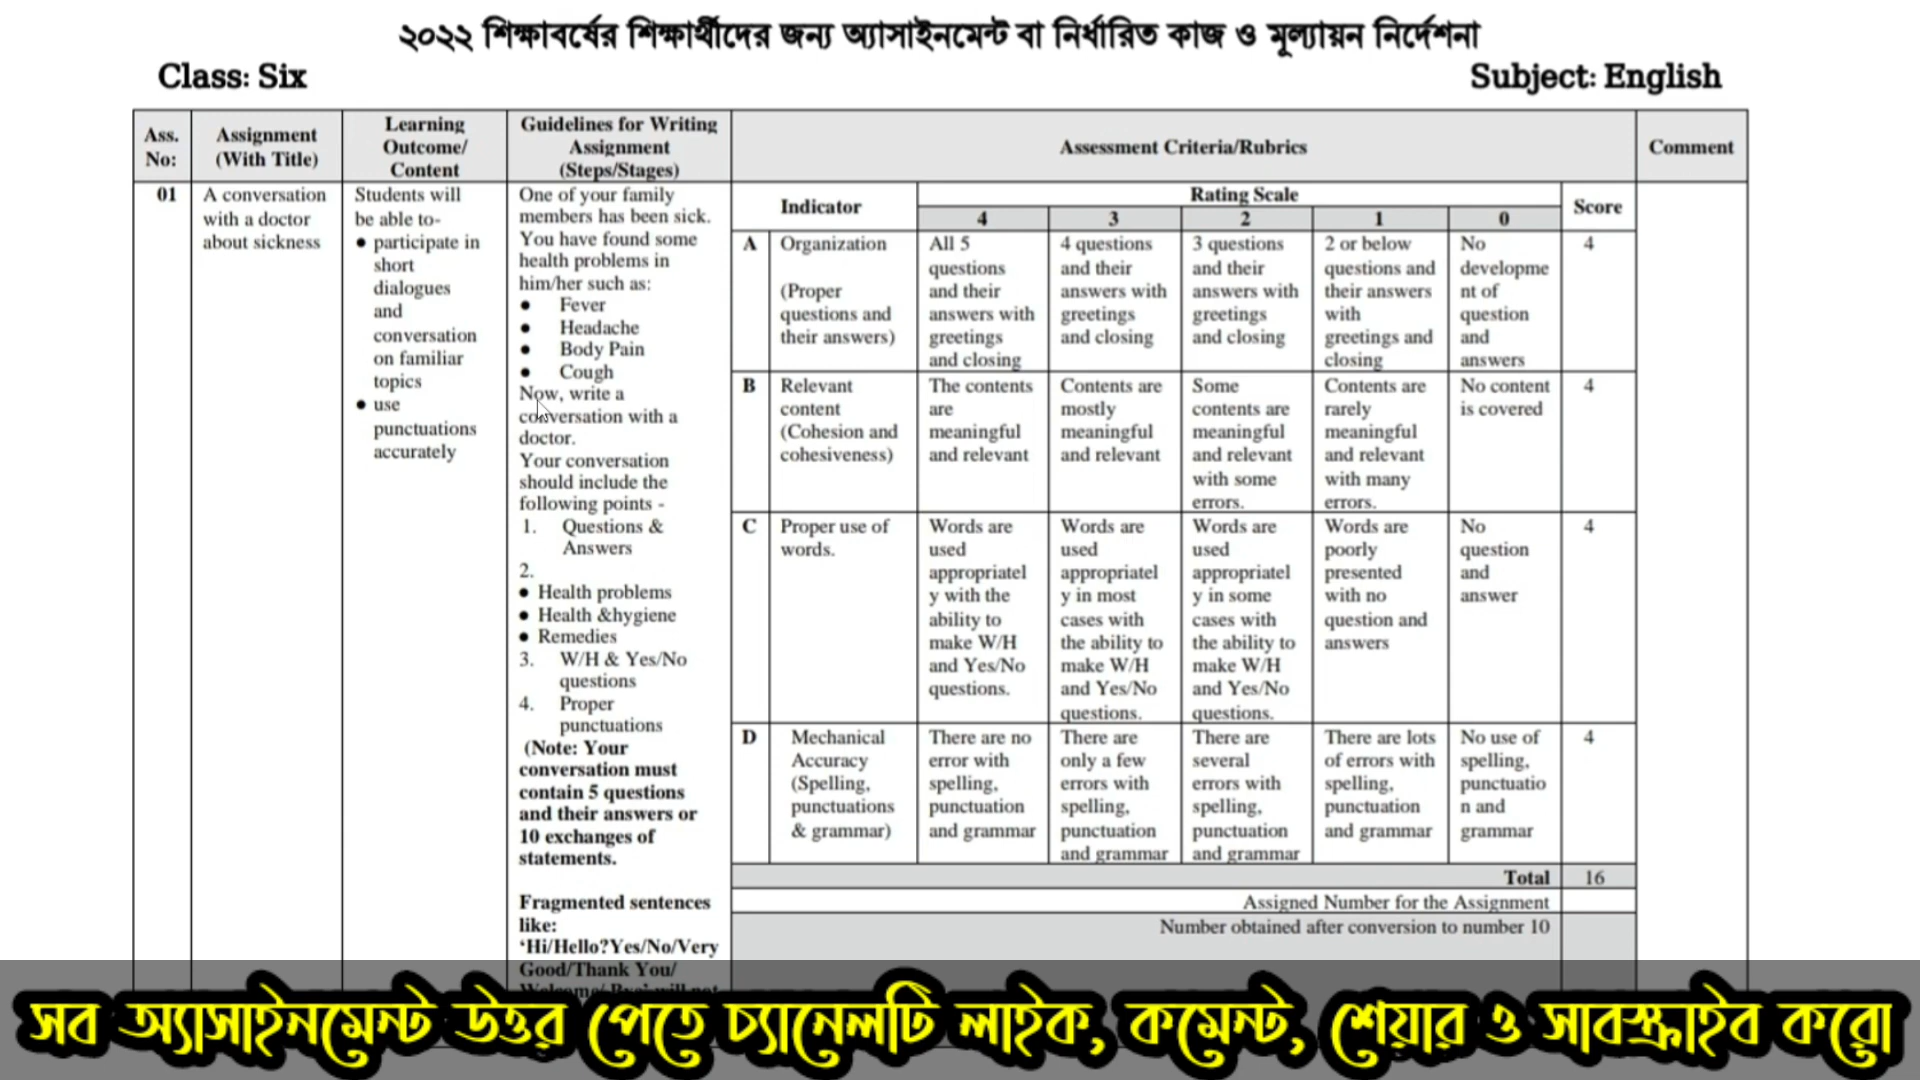 ২০২২ শিক্ষাবর্ষের শিক্ষার্থীদের জন্য অ্যাসাইনমেন্ট বা নির্ধারিত কাজ ও মূল্যায়ন নির্দেশনা
Class: Six
Subject: English
Ass.
No:
Assignment
(With Title)
Learning
Outcome/
Content
Guidelines for Writing
Assignment
(Steps/Stages)
Assessment Criteria/Rubrics
Comment
01
A conversation
with a doctor
about sickness
Students will
be able to-
● participate in
short
dialogues
and
conversation
on familiar
topics
● use
punctuations
accurately
One of your family
members has been sick.
You have found some
health problems in
him/her such as:
● Fever
● Headache
● Body Pain
● Cough
Now, write a
conversation with a
doctor.
Your conversation
should include the
following points -
1. Questions &
Answers
2.
● Health problems
● Health &hygiene
● Remedies
3. W/H & Yes/No
questions
4. Proper
punctuations
(Note: Your
conversation must
contain 5 questions
and their answers or
10 exchanges of
statements.
Fragmented sentences
like:
‘Hi/Hello?Yes/No/Very
Good/Thank You/
Indicator
Rating Scale
Score
4 3 2 1 0
A
Organization
(Proper
questions and
their answers)
All 5
questions
and their
answers with
greetings
and closing
4 questions
and their
answers with
greetings
and closing
3 questions
and their
answers with
greetings
and closing
2 or below
questions and
their answers
with
greetings and
closing
No
developme
nt of
question
and
answers
4
B
Relevant
content
(Cohesion and
cohesiveness)
The contents
are
meaningful
and relevant
Contents are
mostly
meaningful
and relevant
Some
contents are
meaningful
and relevant
with some
errors.
Contents are
rarely
meaningful
and relevant
with many
errors.
No content
is covered
4
C
Proper use of
words.
Words are
used
appropriatel
y with the
ability to
make W/H
and Yes/No
questions.
Words are
used
appropriatel
y in most
cases with
the ability to
make W/H
and Yes/No
questions.
Words are
used
appropriatel
y in some
cases with
the ability to
make W/H
and Yes/No
questions.
Words are
poorly
presented
with no
question and
answers
No
question
and
answer
4
D
Mechanical
Accuracy
(Spelling,
punctuations
& grammar)
There are no
error with
spelling,
punctuation
and grammar
There are
only a few
errors with
spelling,
punctuation
and grammar
There are
several
errors with
spelling,
punctuation
and grammar
There are lots
of errors with
spelling,
punctuation
and grammar
No use of
spelling,
punctuatio
n and
grammar
4
Total 16
Assigned Number for the Assignment
Number obtained after conversion to number 10
সব অ্যাসাইনমেন্ট উত্তর পেতে চ্যানেলটি লাইক, কমেন্ট, শেয়ার ও সাবস্ক্রাইব করো